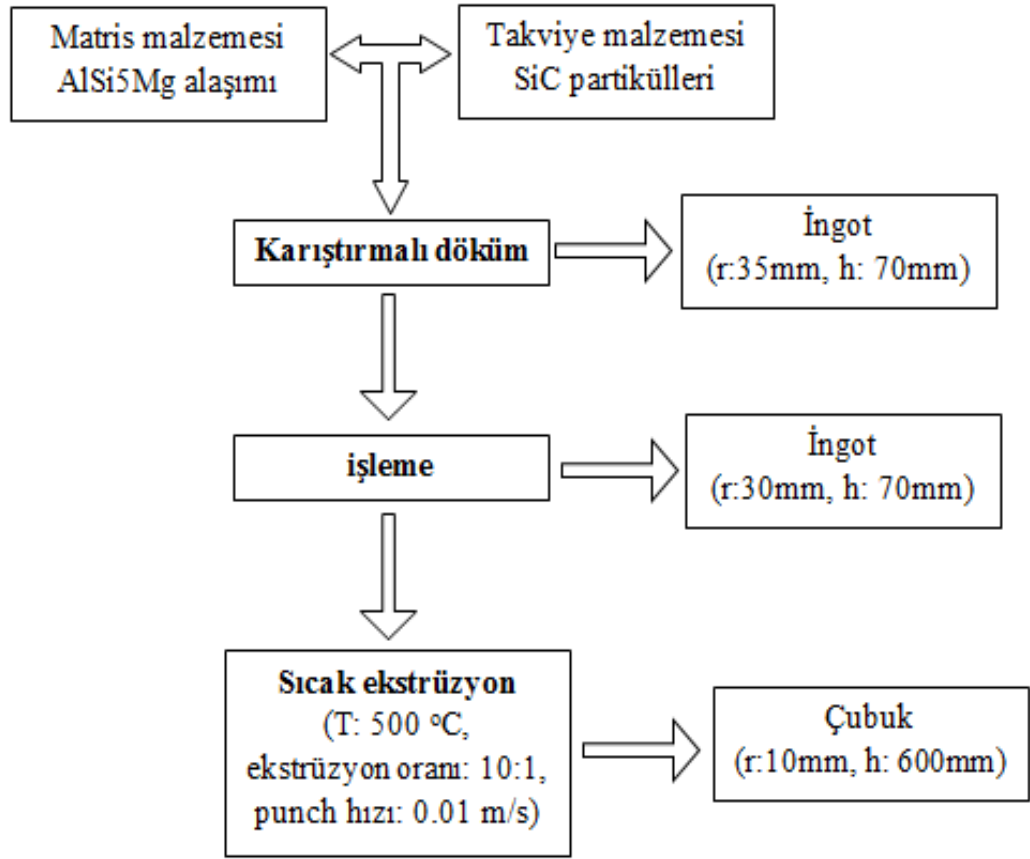 Matris malzemesi
AlSi5Mg alaşımı
Takviye malzemesi
SiC partikülleri
Karıştırmalı döküm
İngot
(r:35mm, h: 70mm)
işleme
İngot
(r:30mm, h: 70mm)
Sıcak ekstrüzyon
(T: 500 °C,
ekstrüzyon oranı: 10:1,
punch hızı: 0.01 m/s)
Çubuk
(r:10mm, h: 600mm)